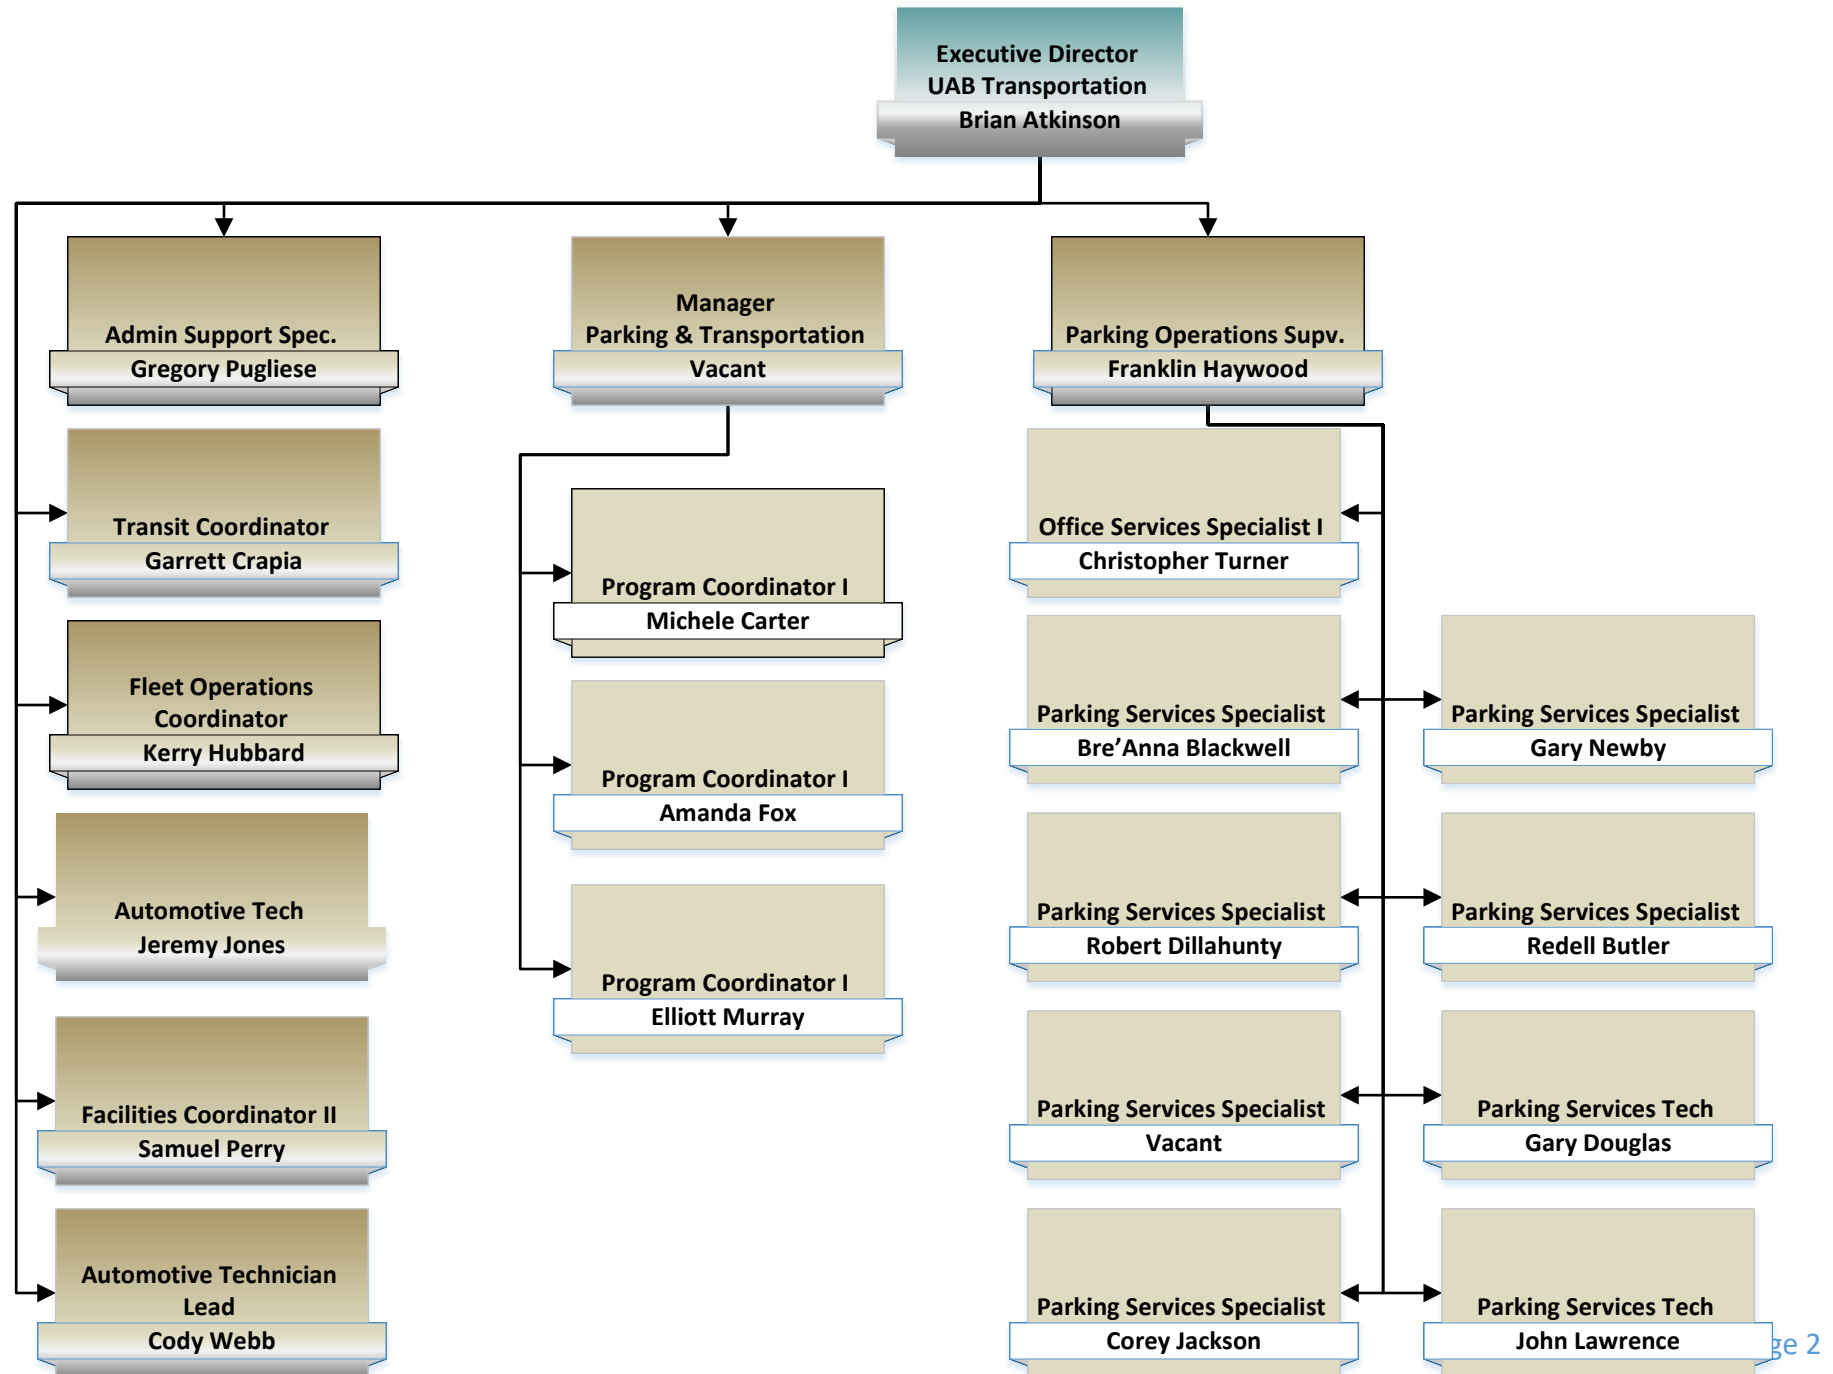 Executive Director
UAB Transportation
Brian Atkinson
Admin Support Spec.
Gregory Pugliese
Manager
Parking & Transportation
Vacant
Parking Operations Supv.
Franklin Haywood
Transit Coordinator
Garrett Crapia
Fleet Operations
Coordinator
Kerry Hubbard
Automotive Tech
Jeremy Jones
Facilities Coordinator II
Samuel Perry
Automotive Technician
Lead
Cody Webb
Program Coordinator I
Michele Carter
Program Coordinator I
Amanda Fox
Program Coordinator I
Elliott Murray
Office Services Specialist I
Christopher Turner
Parking Services Specialist
Bre’Anna Blackwell
Parking Services Specialist
Gary Newby
Parking Services Specialist
Robert Dillahunty
Parking Services Specialist
Redell Butler
Parking Services Specialist
Vacant
Parking Services Tech
Gary Douglas
Parking Services Specialist
Corey Jackson
Parking Services Tech
John Lawrence
2